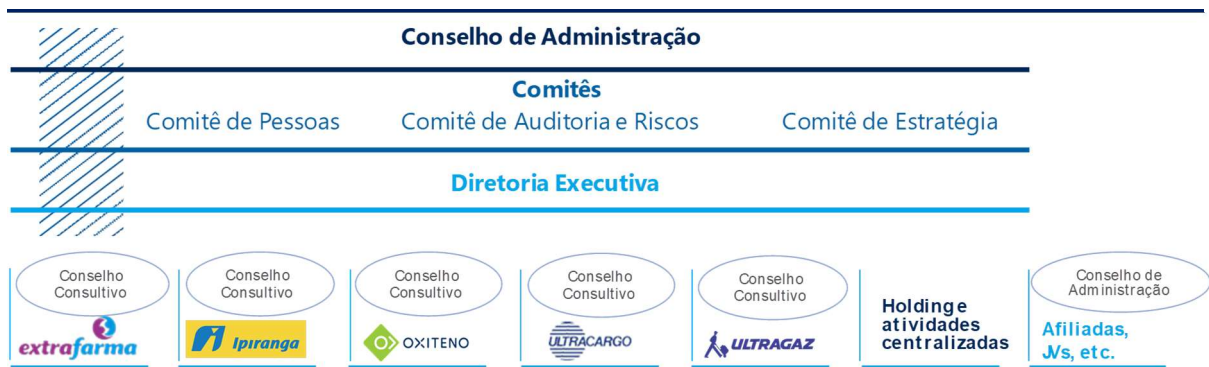 Conselho de Administração
Comitês
Comitê de Pessoas Comitê de Auditoria e Riscos Comitê de Estratégia
Diretoria Executiva
Conselho Consultivo
extrafarma
Conselho Consultivo
Ipiranga
Conselho Consultivo
OXITENO
Conselho Consultivo
ULTRACARGO
Conselho Consultivo
ULTRAGAZ
Holding e
atividades
centralizadas
Conselho de
Administração
Afiliadas,
JVs, etc.